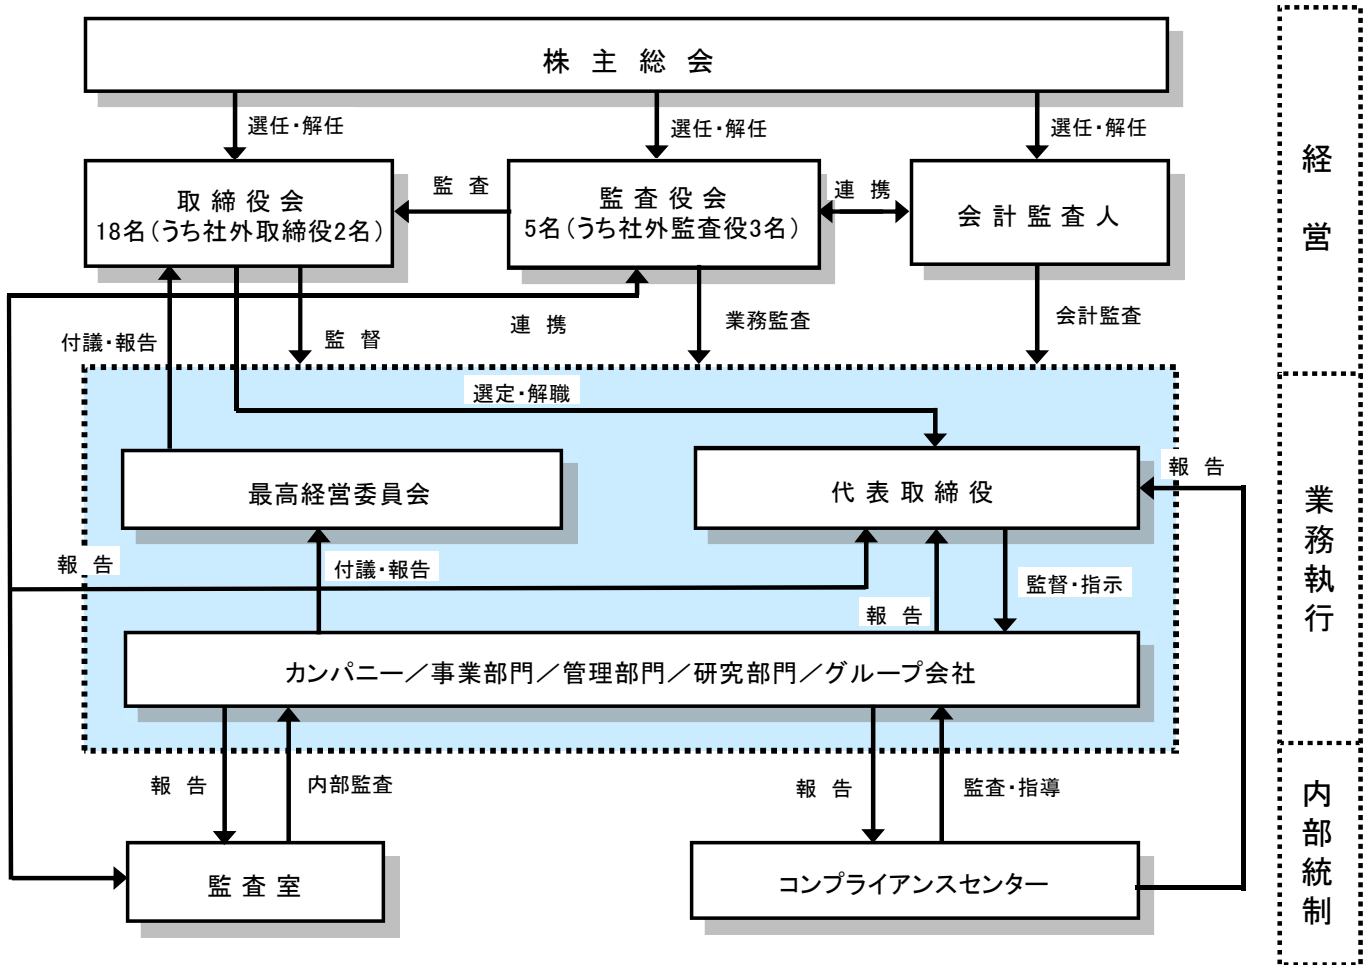 株主総会
選任・解任
選任・解任
選任・解任
取締役会
18名(うち社外取締役2名)
監査
監査役会
5名(うち社外監査役3名)
連携
会計監査人
付議・報告
監督
連携
業務監査
会計監査
選定・解職
最高経営委員会
代表取締役
報告
報告
付議・報告
報告
監督・指示
カンパニー／事業部門／管理部門／研究部門／グループ会社
報告
内部監査
報告
監査・指導
監査室
コンプライアンスセンター
経営
業務執行
内部統制